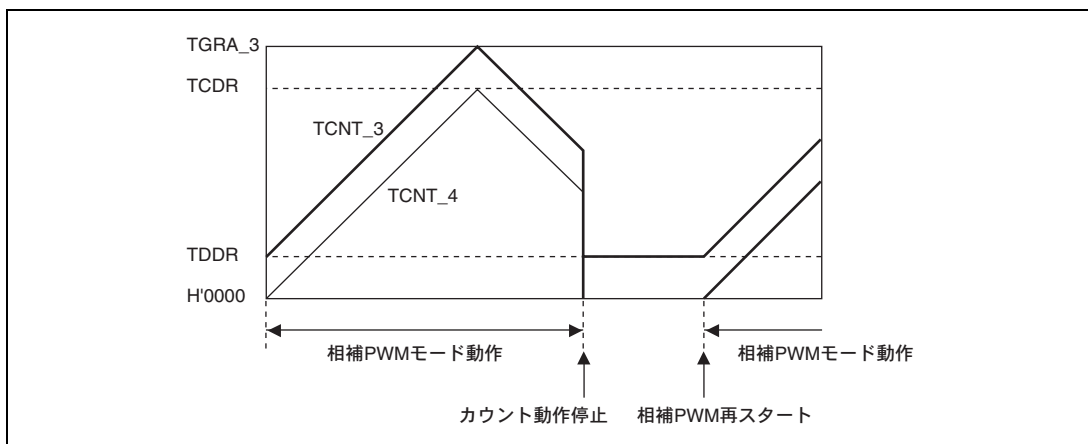 TGRA_3
TCDR
TCNT_3
TCNT_4
TDDR
H'0000
相補PWMモード動作
相補PWMモード動作
カウント動作停止
相補PWM再スタート